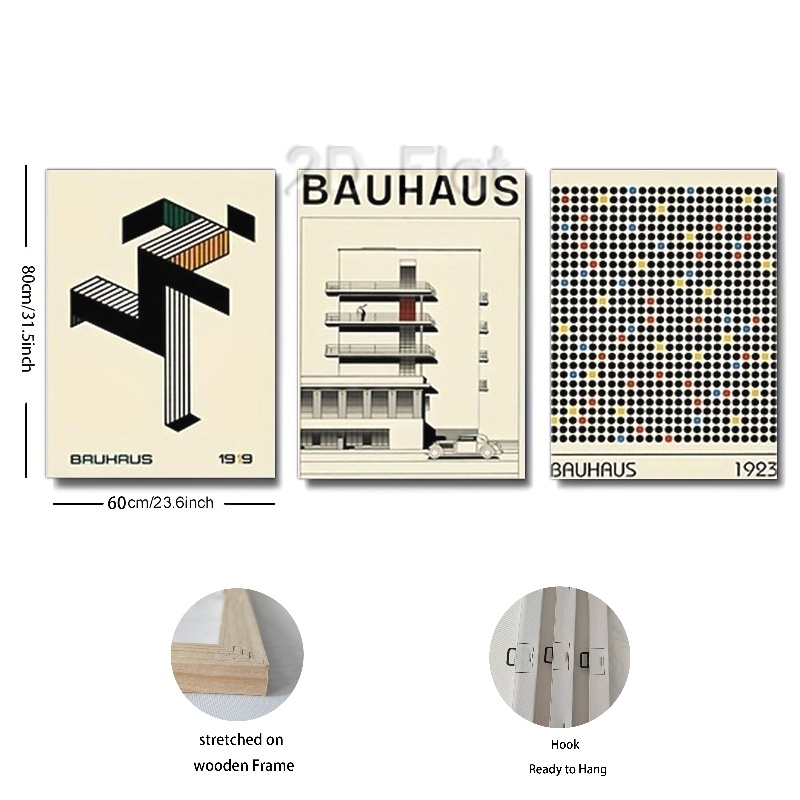 2D Flat
BAUHAUS
80cm/31.5inch
BAUHAUS 1919
BAUHAUS 1923
60cm/23.6inch
stretched on
wooden Frame
Hook
Ready to Hang